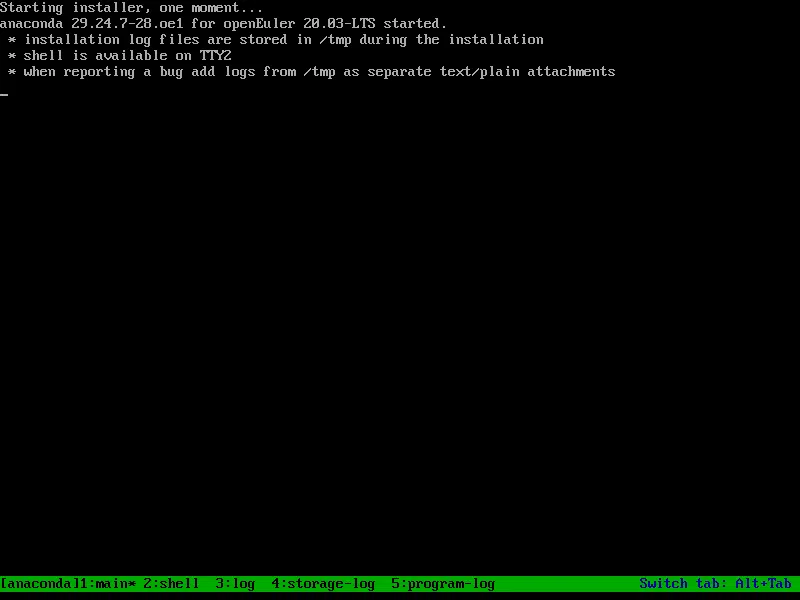 Starting installer, one moment...
anaconda 29.24.7-28.oe1 for openEuler 20.03-LTS started.
 * installation log files are stored in /tmp during the installation
 * shell is available on TTY2
 * when reporting a bug add logs from /tmp as separate text/plain attachments
[anaconda]1:main* 2:shell  3:log  4:storage-log  5:program-log Switch tab: Alt+Tab